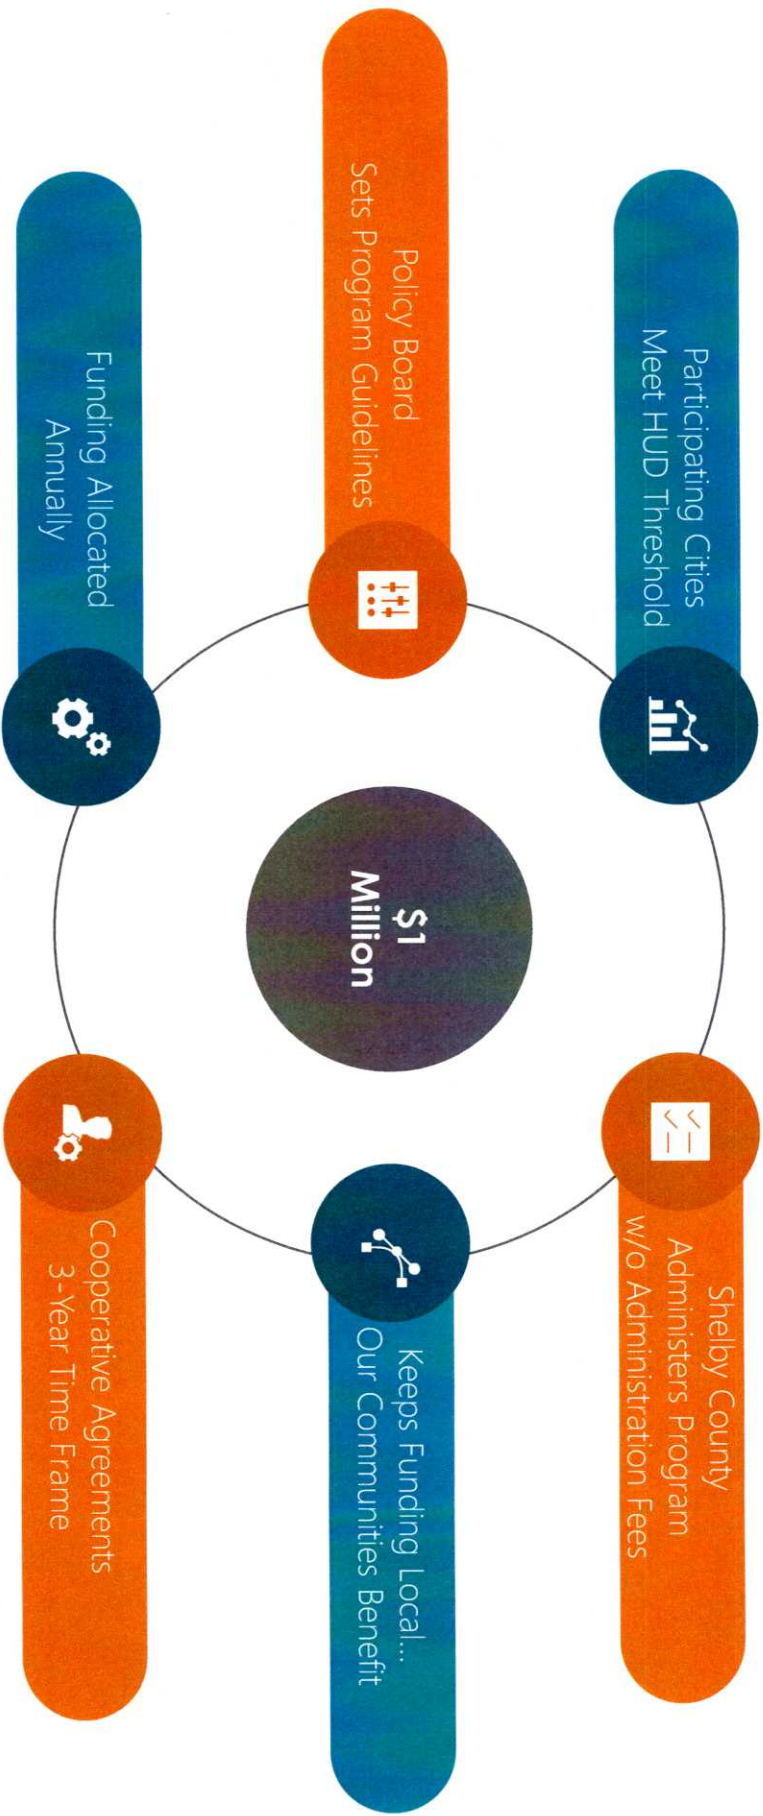 Participating Cities
Meet HUD Threshold
Shelby County
Administers Program
w/o Administration Fees
Policy Board
Sets Program Guidelines
$1
Million
Keeps Funding Local...
Our Communities Benefit
Funding Allocated
Annually
Cooperative Agreements
3-Year Time Frame